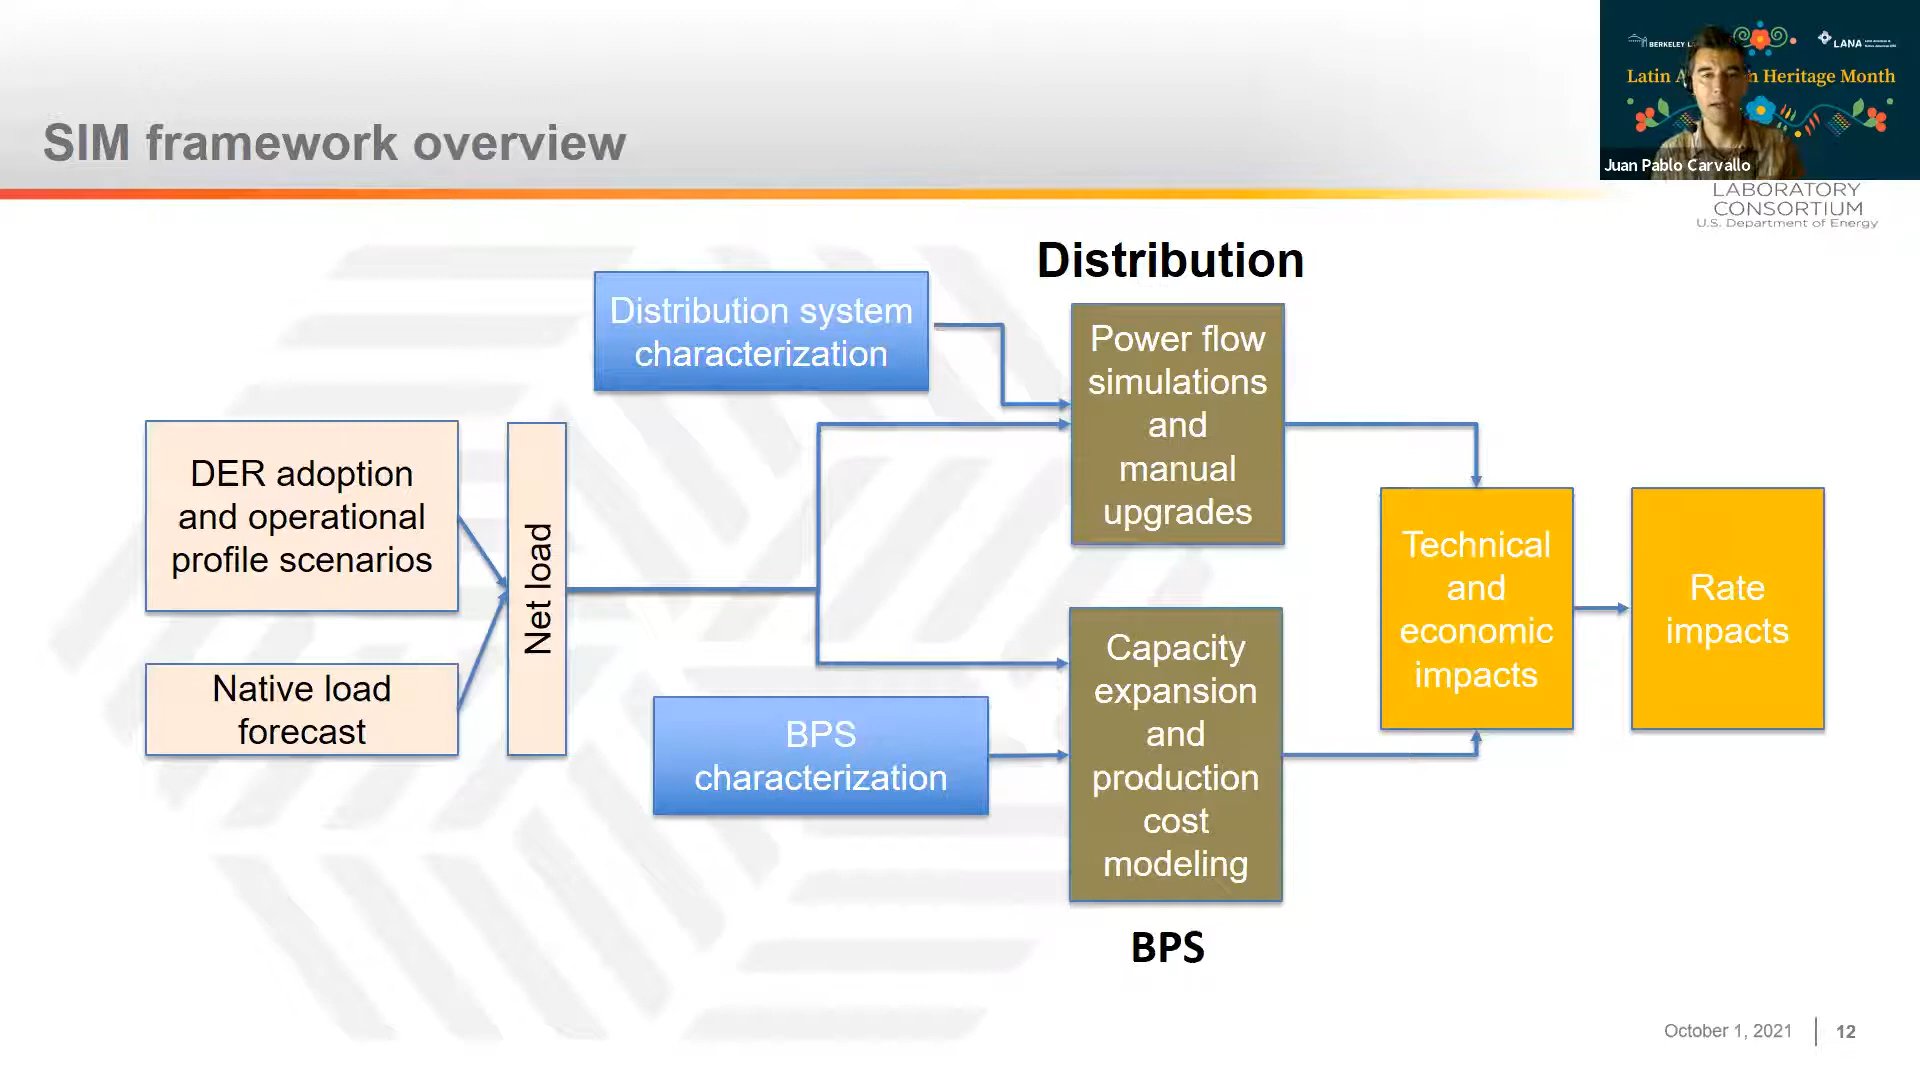 SIM framework overview
BERKELEY L
LANA
Latin A n Heritage Month
Juan Pablo Carvallo
LABORATORY
CONSORTIUM
U.S. Department of Energy
Distribution
Distribution system
characterization
Power flow
simulations
and
manual
upgrades
DER adoption
and operational
profile scenarios
Native load
forecast
Net load
BPS
characterization
Capacity
expansion
and
production
cost
modeling
BPS
Technical
and
economic
impacts
Rate
impacts
October 1, 2021
12